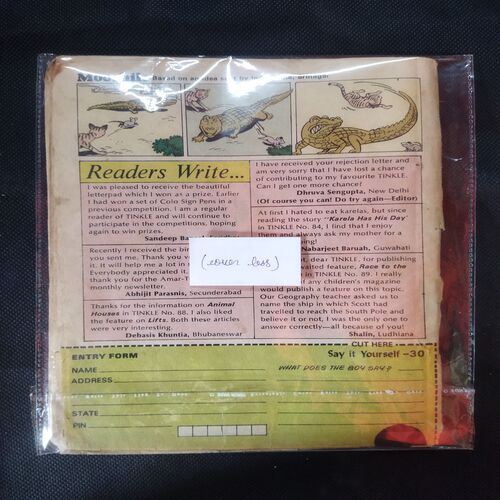 Based on an idea sent by
Readers Write...
I was pleased to receive the beautiful
letterpad which I won as a prize. Earlier
I had won a set of Colo Sign Pens in a
previous competition. I am a regular
reader of TINKLE and will continue to
participate in the competitions, hoping
again to win prizes.
Sandeep
Recently I received the
you sent me. Thank you
it. It will help me a lot in
Everybody appreciated it.
thank you for the Amar-
monthly newsletter.
Abhijit Parasnis, Secunderabad
Thanks for the information on Animal
Houses in TINKLE No. 88. I also liked
the feature on Lifts. Both these articles
were very interesting.
Debasis Khuntia, Bhubaneswar
I have received your rejection letter and
am very sorry that I have lost a chance
of contributing to my favourite TINKLE.
Can I get one more chance?
Dhruva Sengupta, New Delhi
(Of course you can! Do try again—Editor)
At first I hated to eat karelas, but since
reading the story "Karela Has His Day'
in TINKLE No. 84, I find that I enjoy
them and always ask my mother for a
Nabarjeet Baruah, Guwahati
dear TINKLE, for publishing
waited feature, Race to the
in TINKLE No. 89. I
any children's magazine
would publish a feature on this topic.
Our Geography teacher asked us to
name the ship in which Scott had
travelled to reach the South Pole and
believe it or not, I was the only one to
answer correctly—all because of you!
Shalin, Ludhiana
(cover less)
CUT HERE
ENTRY FORM
Say it Yourself -30
NAME
WHAT DOES THE BOY SAY?
ADDRESS
STATE
PIN